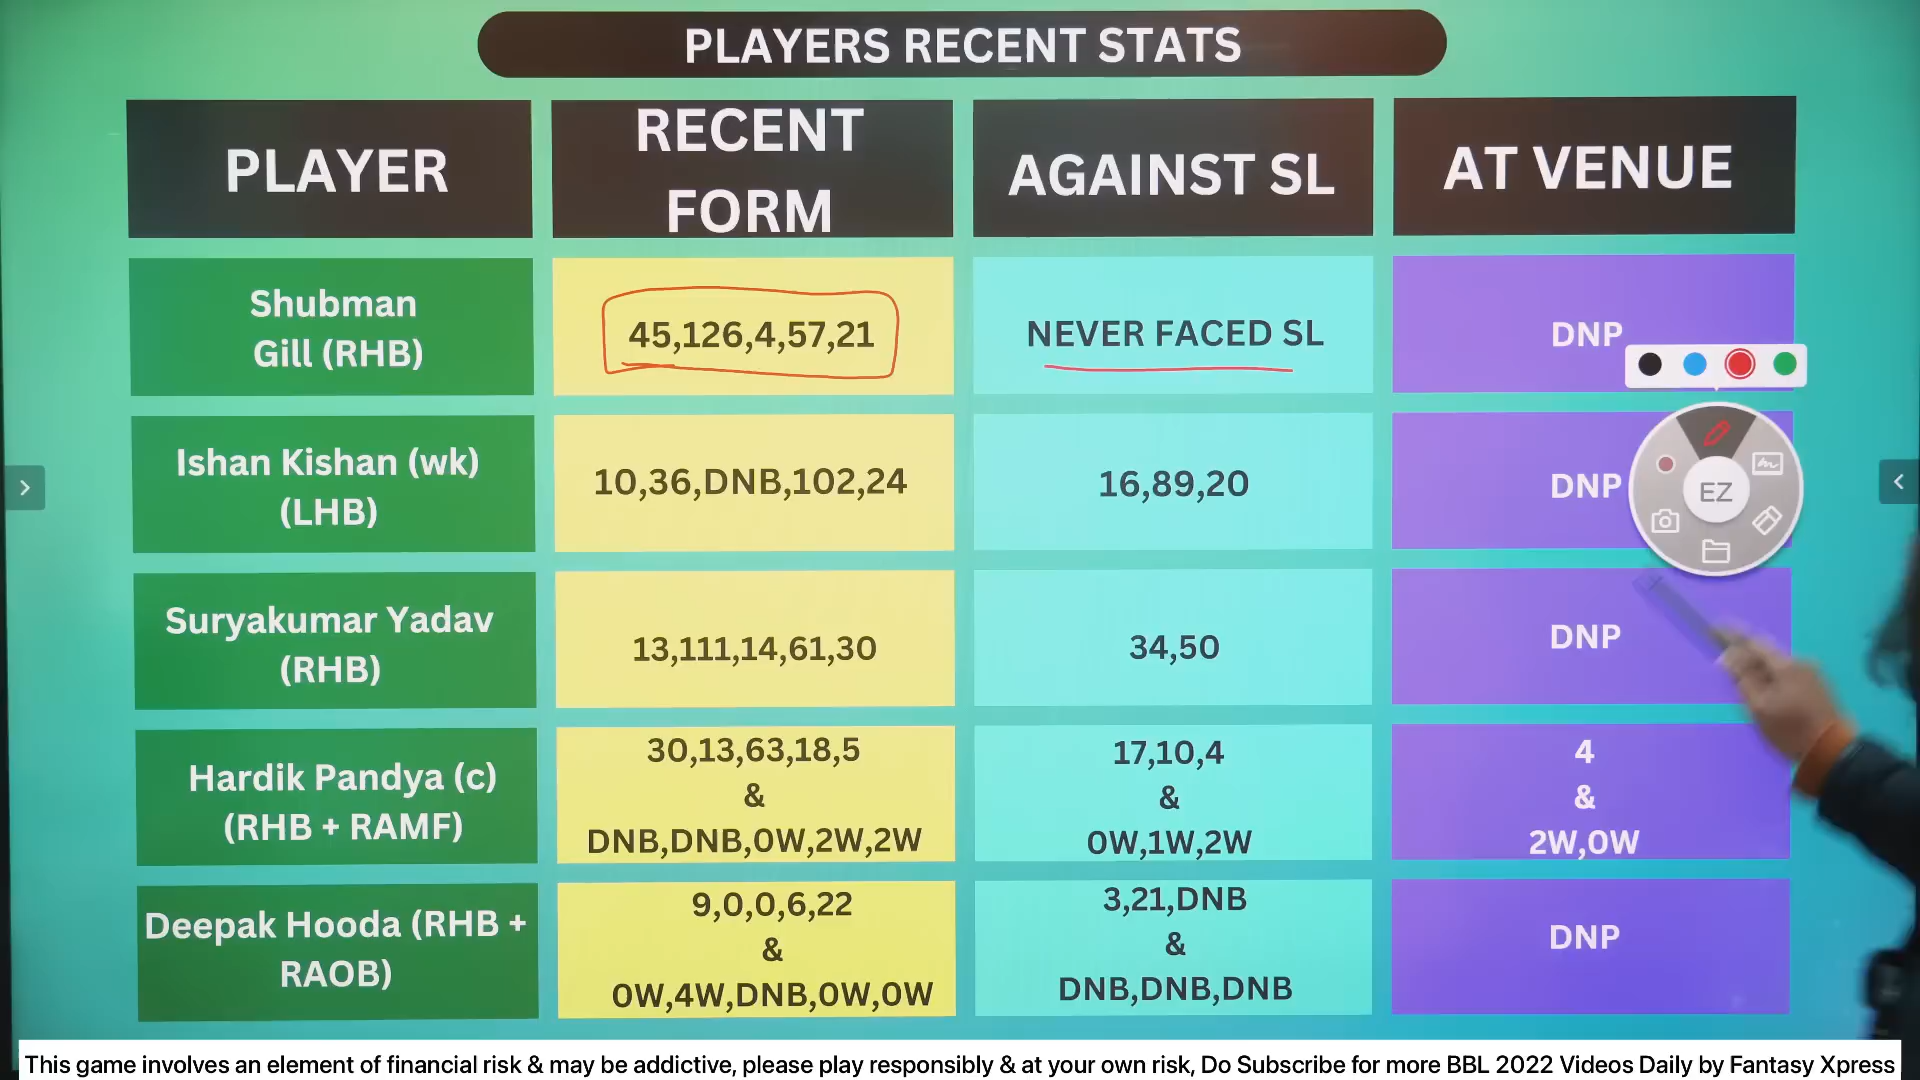 PLAYERS RECENT STATS
PLAYER
RECENT
FORM
AGAINST SL
AT VENUE
Shubman
Gill (RHB)
45,126,4,57,21
NEVER FACED SL
DNP
Ishan Kishan (wk)
(LHB)
10,36,DNB,102,24
16,89,20
DNP
EZ
Suryakumar Yadav
(RHB)
13,111,14,61,30
34,50
DNP
Hardik Pandya (c)
(RHB + RAMF)
30,13,63,18,5
&
DNB,DNB,0W,2W,2W
17,10,4
&
0W,1W,2W
4
&
2W,0W
Deepak Hooda (RHB +
RAOB)
9,0,0,6,22
&
0W,4W,DNB,0W,0W
3,21,DNB
&
DNB,DNB,DNB
DNP
This game involves an element of financial risk & may be addictive, please play responsibly & at your own risk, Do Subscribe for more BBL 2022 Videos Daily by Fantasy Xpress